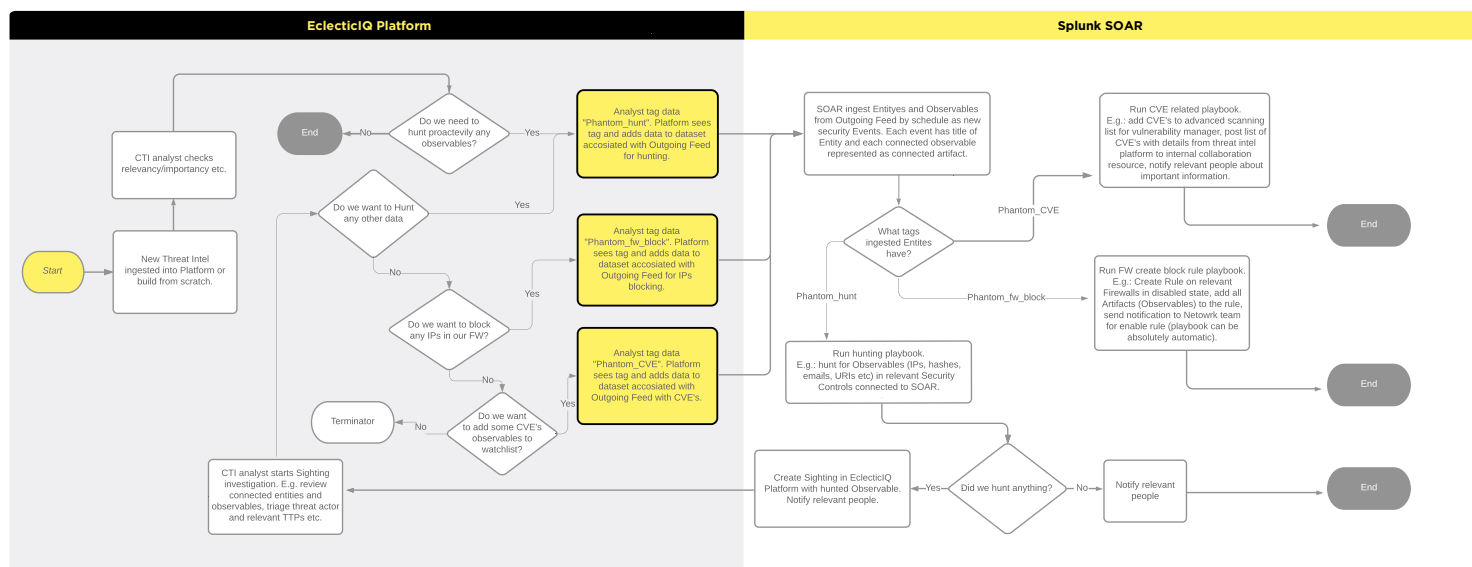 EclecticIQ Platform
Splunk SOAR
Start
New Threat Intel
ingested into Platform or
build from scratch.
CTI analyst checks
relevancy/importancy etc.
Do we need to
hunt proactevily any
observables?
No
End
Yes
Analyst tag data
"Phantom_hunt". Platform sees
tag and adds data to dataset
accosiated with Outgoing Feed
for hunting.
Do we want to Hunt
any other data
Yes
No
Analyst tag data
"Phantom_fw_block". Platform
sees tag and adds data to
dataset accosiated with
Outgoing Feed for IPs
blocking.
Do we want to block
any IPs in our FW?
Yes
No
Analyst tag data
"Phantom_CVE". Platform
sees tag and adds data to
dataset accosiated with
Outgoing Feed with CVE's.
Do we want
to add some CVE's
observables to
watchlist?
Yes
No
Terminator
CTI analyst starts Sighting
investigation. E.g. review
connected entities and
observables, triage threat actor
and relevant TTPs etc.
SOAR ingest Entityes and Observables
from Outgoing Feed by schedule as new
security Events. Each event has title of
Entity and each connected observable
represented as connected artifact.
What tags
ingested Entites
have?
Phantom_CVE
Run CVE related playbook.
E.g.: add CVE's to advanced scanning
list for vulnerability manager, post list of
CVE's with details from threat intel
platform to internal collaboration
resource, notify relevant people about
important information.
End
Phantom_fw_block
Run FW create block rule playbook.
E.g.: Create Rule on relevant
Firewalls in disabled state, add all
Artifacts (Observables) to the rule,
send notification to Netowrk team
for enable rule (playbook can be
absolutely automatic).
End
Phantom_hunt
Run hunting playbook.
E.g.: hunt for Observables (IPs, hashes,
emails, URIs etc) in relevant Security
Controls connected to SOAR.
Did we hunt anything?
Yes
Create Sighting in EclecticIQ
Platform with hunted Observable.
Notify relevant people.
No
Notify relevant
people
End